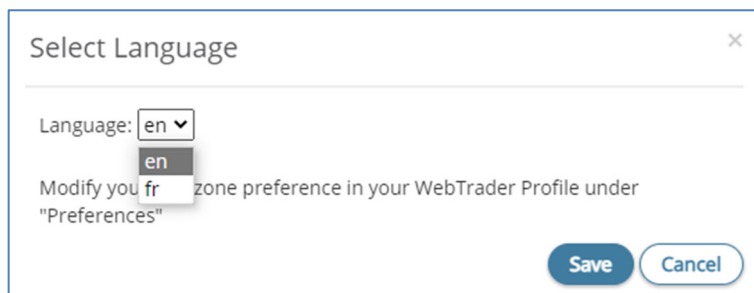 Select Language
×
Language: en
en
fr
Modify you zone preference in your WebTrader Profile under
"Preferences"
Save
Cancel